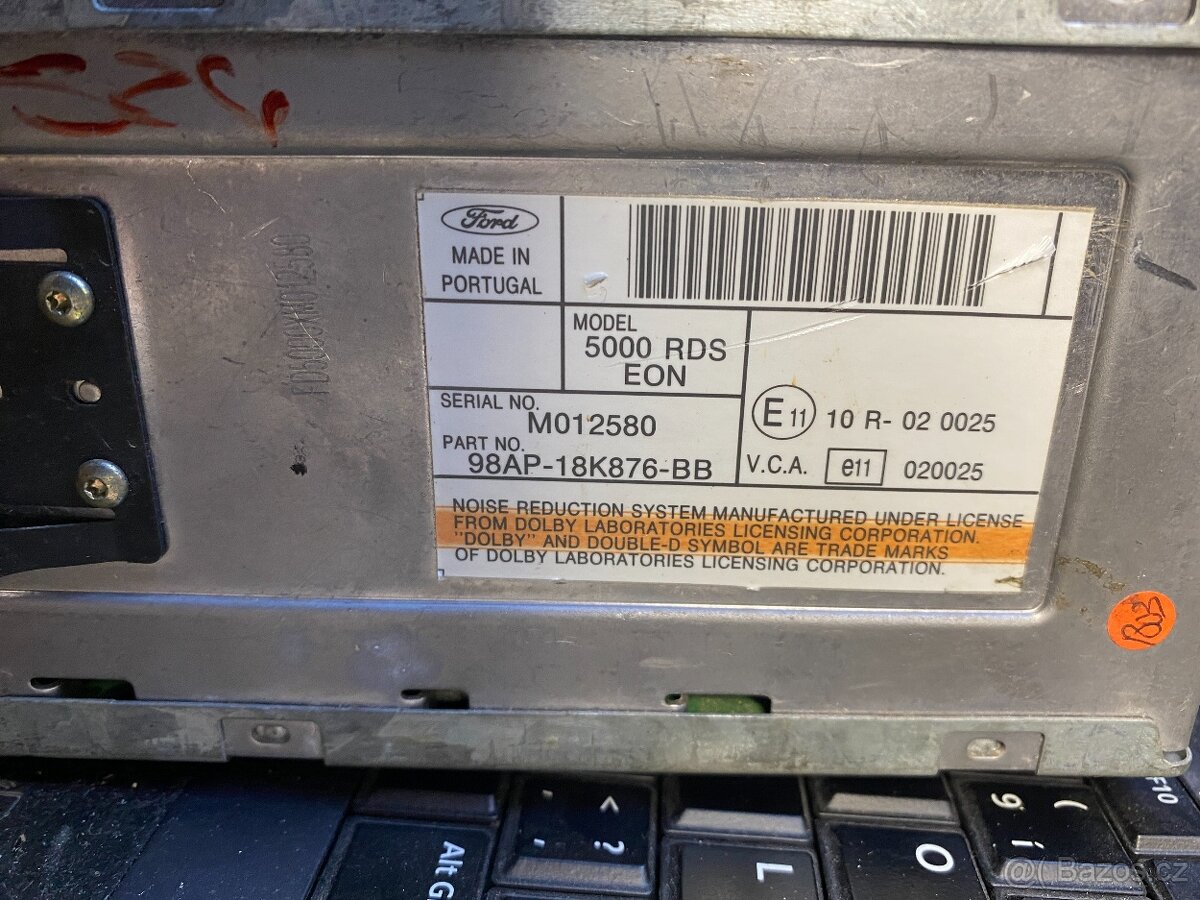 Ford
MADE IN
PORTUGAL
MODEL
5000 RDS
EON
SERIAL NO.
M012580
PART NO.
98AP-18K876-BB
E 11 10 R- 02 0025
V.C.A. e11 020025
NOISE REDUCTION SYSTEM MANUFACTURED UNDER LICENSE
FROM DOLBY LABORATORIES LICENSING CORPORATION.
"DOLBY" AND DOUBLE-D SYMBOL ARE TRADE MARKS
OF DOLBY LABORATORIES LICENSING CORPORATION.
F10
( 9 í
O
L
< ? , .
Alt G
Bazos.cz